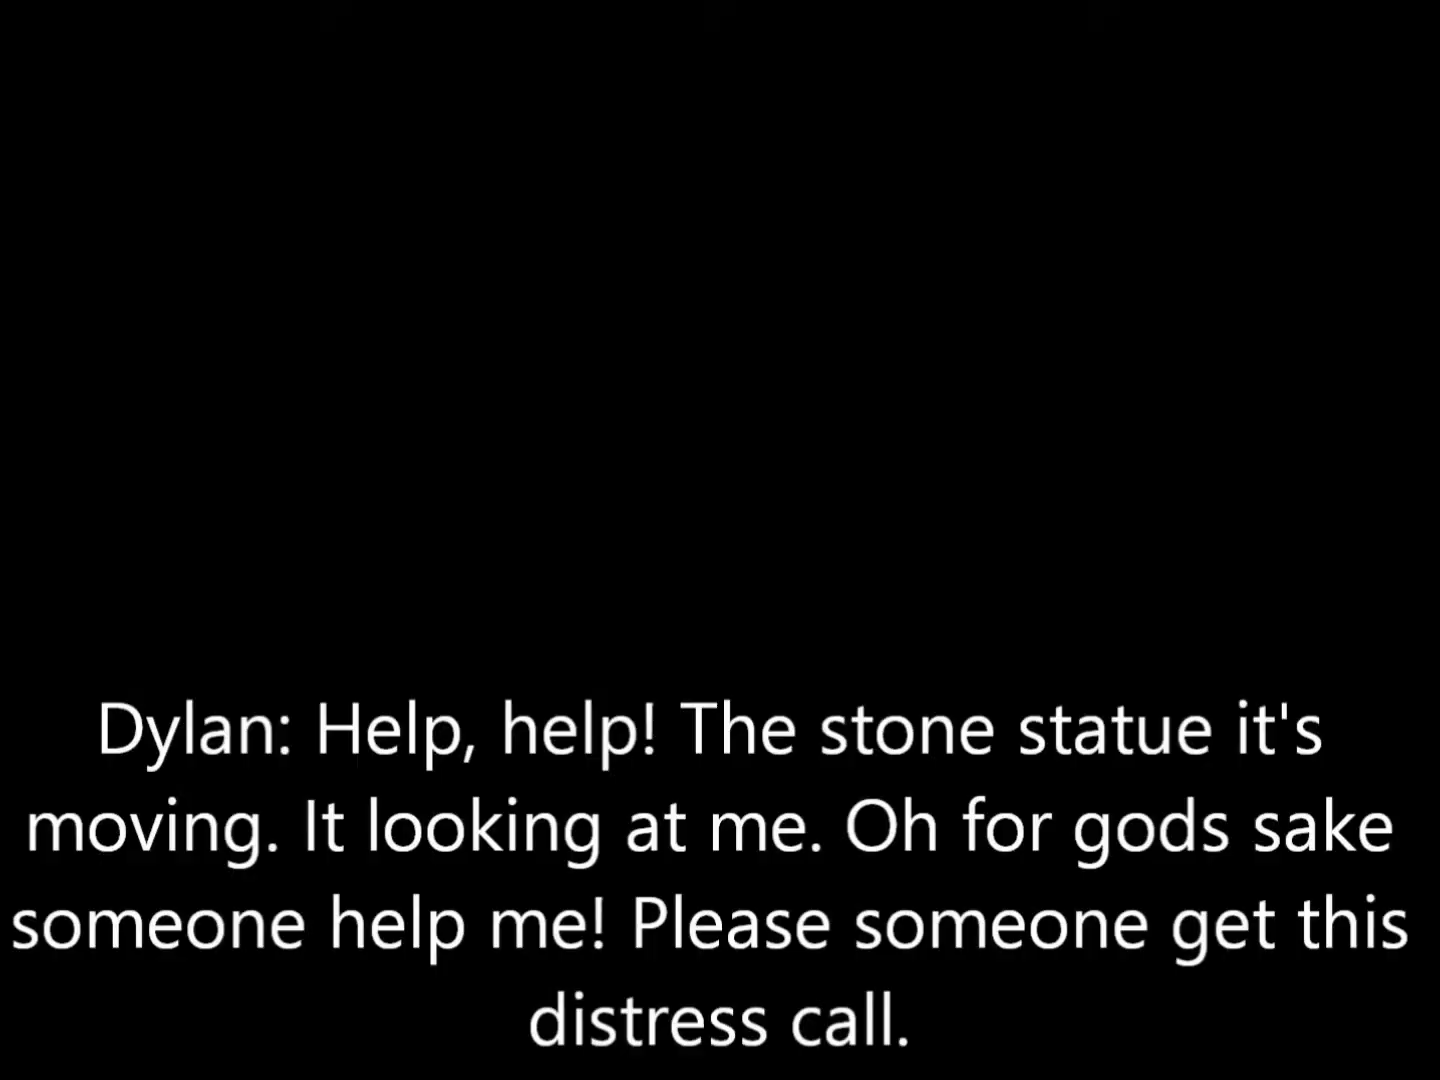 Dylan: Help, help! The stone statue it's
moving. It looking at me. Oh for gods sake
someone help me! Please someone get this
distress call.